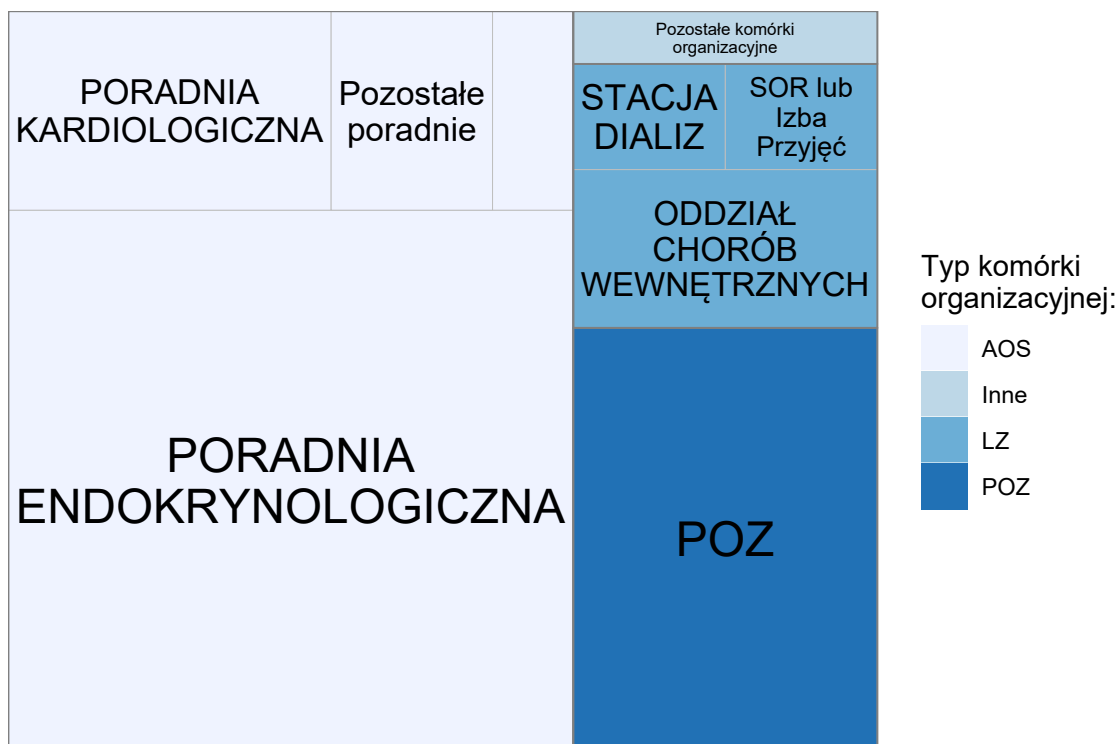 PORADNIA
KARDIOLOGICZNA
Pozostałe
poradnie
Pozostałe komórki
organizacyjne
STACJA
DIALIZ
SOR lub
Izba
Przyjęć
ODDZIAŁ
CHORÓB
WEWNĘTRZNYCH
PORADNIA
ENDOKRYNOLOGICZNA
POZ
Typ komórki
organizacyjnej:
AOS
Inne
LZ
POZ